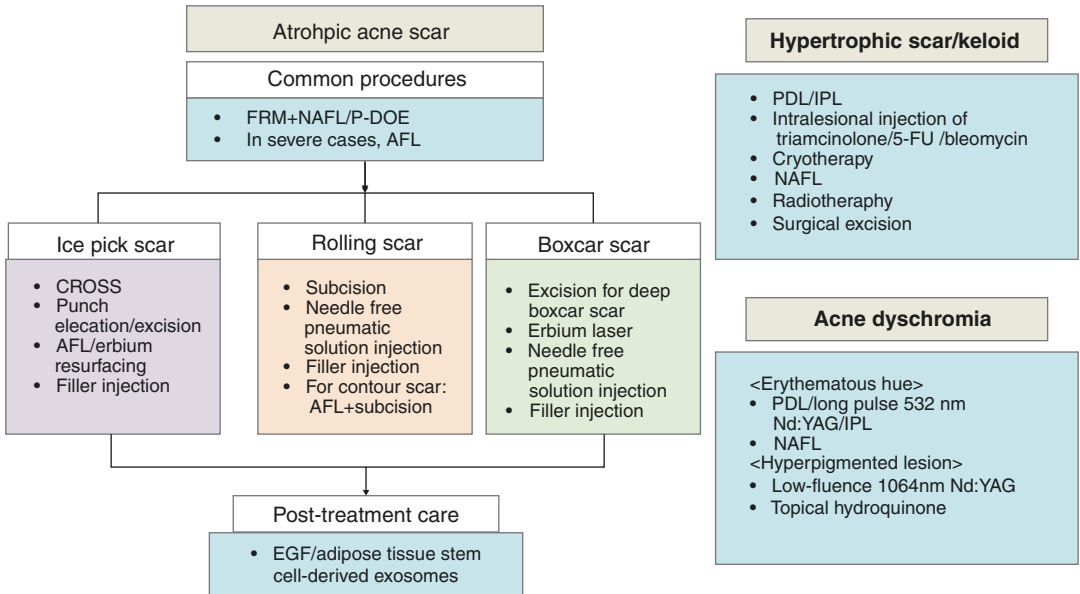 Atrohpic acne scar
Common procedures
• FRM+NAFL/P-DOE
• In severe cases, AFL
Ice pick scar
• CROSS
• Punch
elecation/excision
• AFL/erbium
resurfacing
• Filler injection
Rolling scar
• Subcision
• Needle free
pneumatic
solution injection
• Filler injection
• For contour scar:
AFL+subcision
Boxcar scar
• Excision for deep
boxcar scar
• Erbium laser
• Needle free
pneumatic
solution injection
• Filler injection
Post-treatment care
• EGF/adipose tissue stem
cell-derived exosomes
Hypertrophic scar/keloid
• PDL/IPL
• Intralesional injection of
triamcinolone/5-FU /bleomycin
• Cryotherapy
• NAFL
• Radiotheraphy
• Surgical excision
Acne dyschromia
<Erythematous hue>
• PDL/long pulse 532 nm
Nd:YAG/IPL
• NAFL
<Hyperpigmented lesion>
• Low-fluence 1064nm Nd:YAG
• Topical hydroquinone